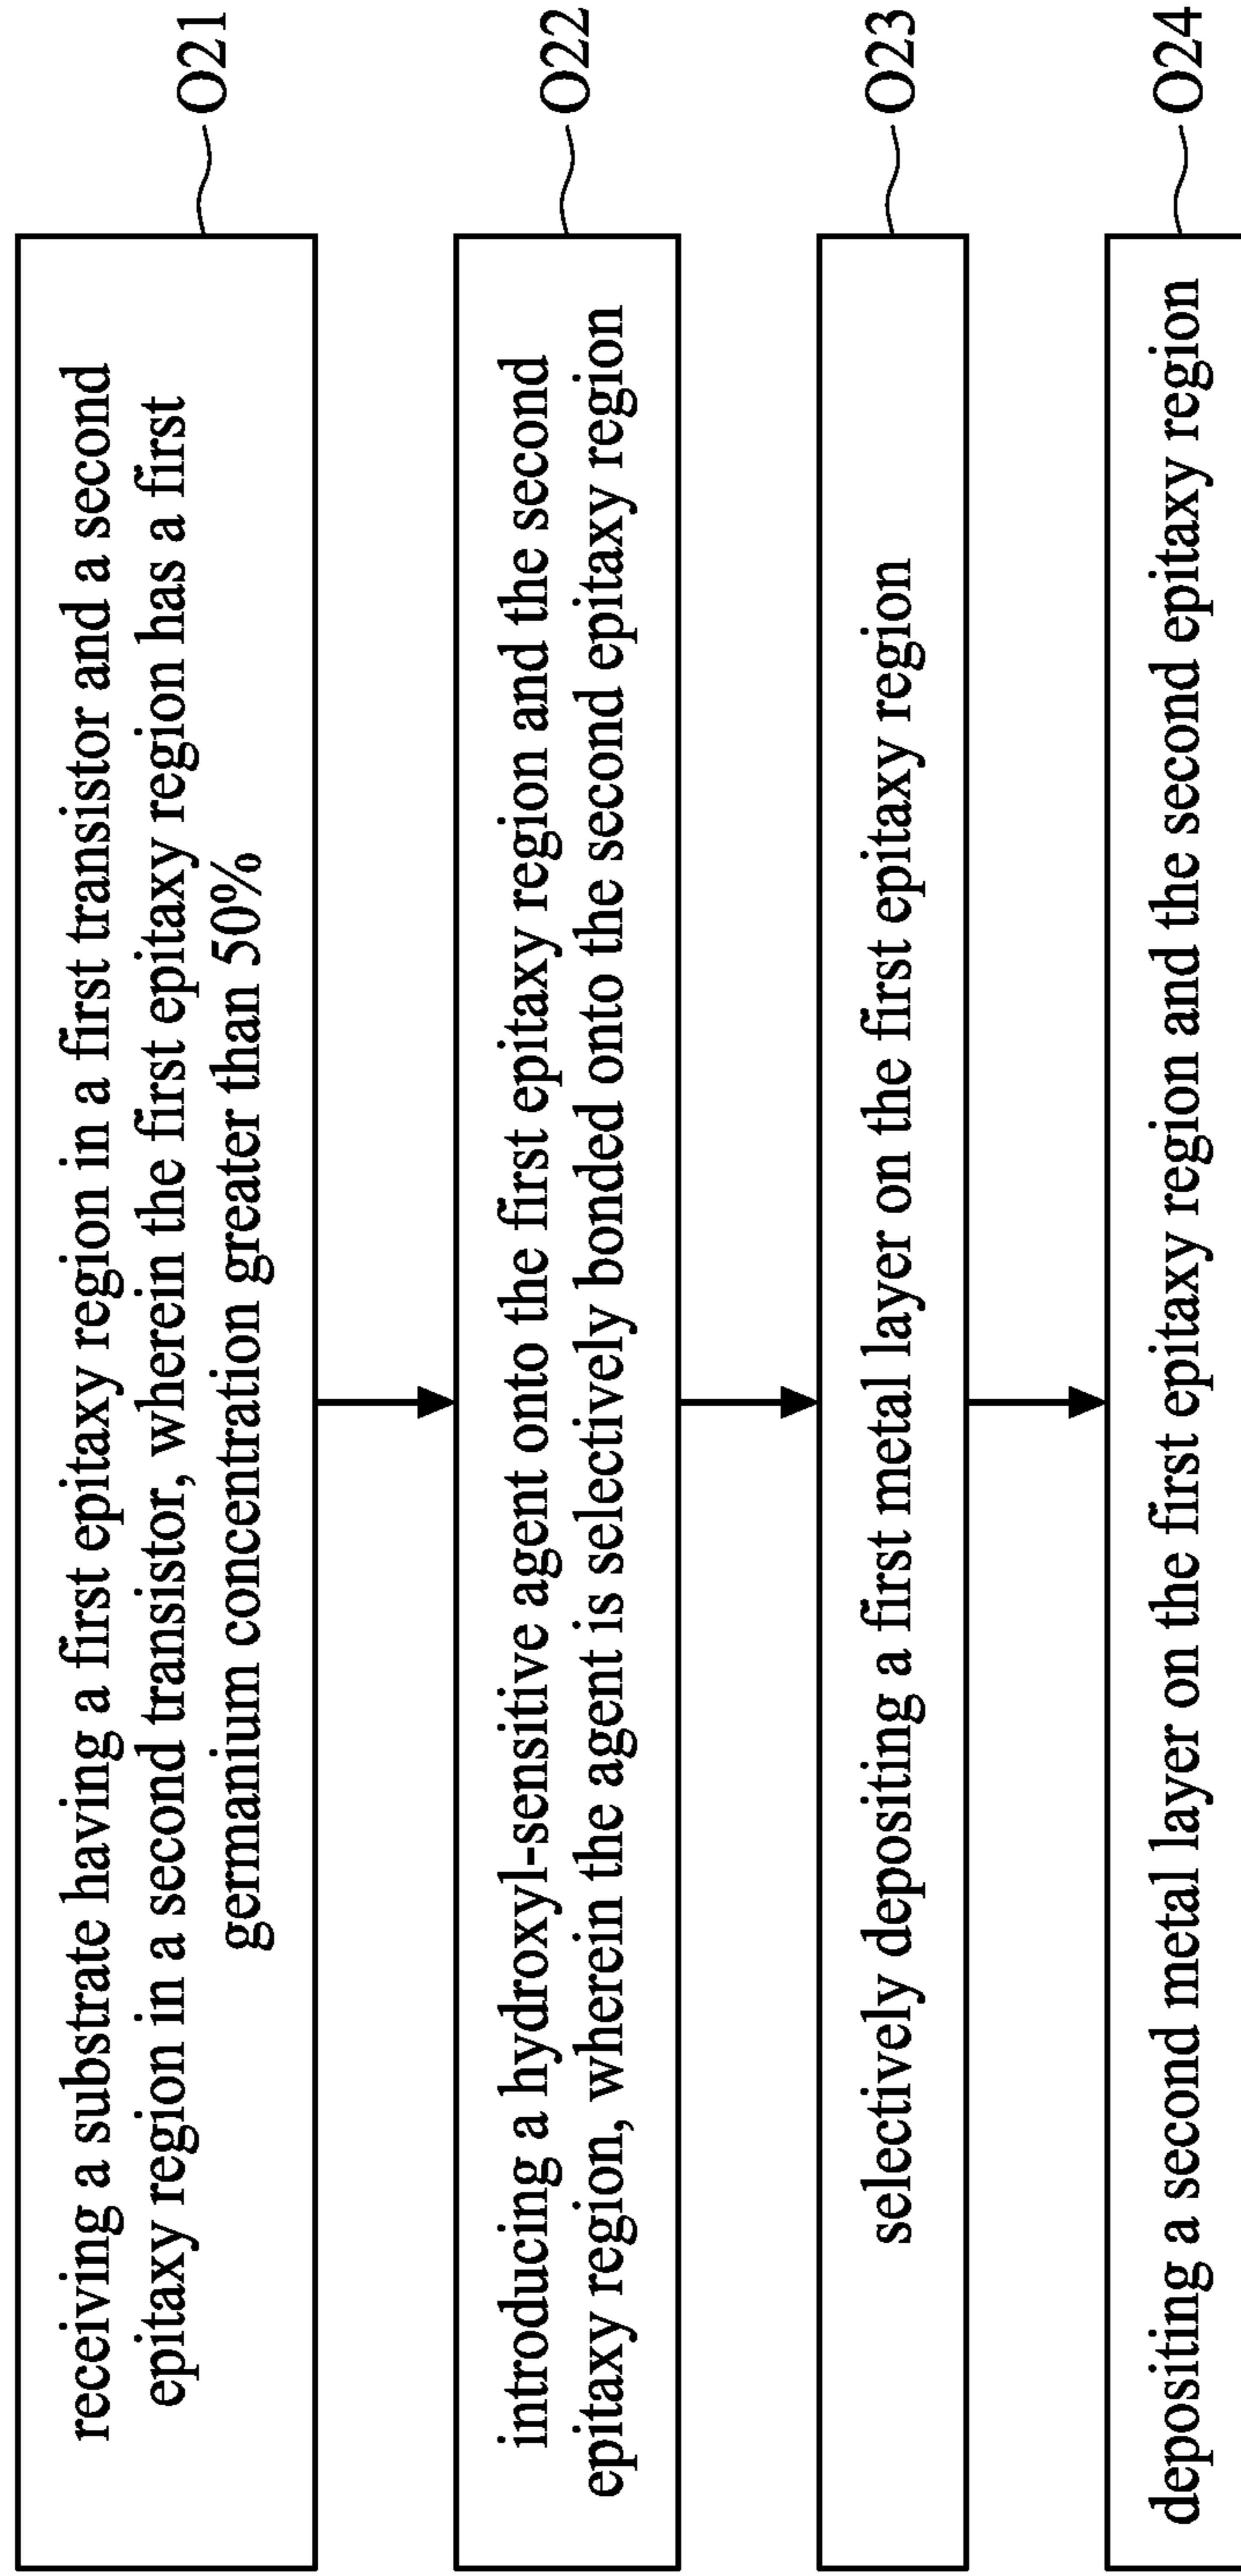 receiving a substrate having a first epitaxy region in a first transistor and a second
epitaxy region in a second transistor, wherein the first epitaxy region has a first
germanium concentration greater than 50%
O21
introducing a hydroxyl-sensitive agent onto the first epitaxy region and the second
epitaxy region, wherein the agent is selectively bonded onto the second epitaxy region
O22
selectively depositing a first metal layer on the first epitaxy region
O23
depositing a second metal layer on the first epitaxy region and the second epitaxy region
O24